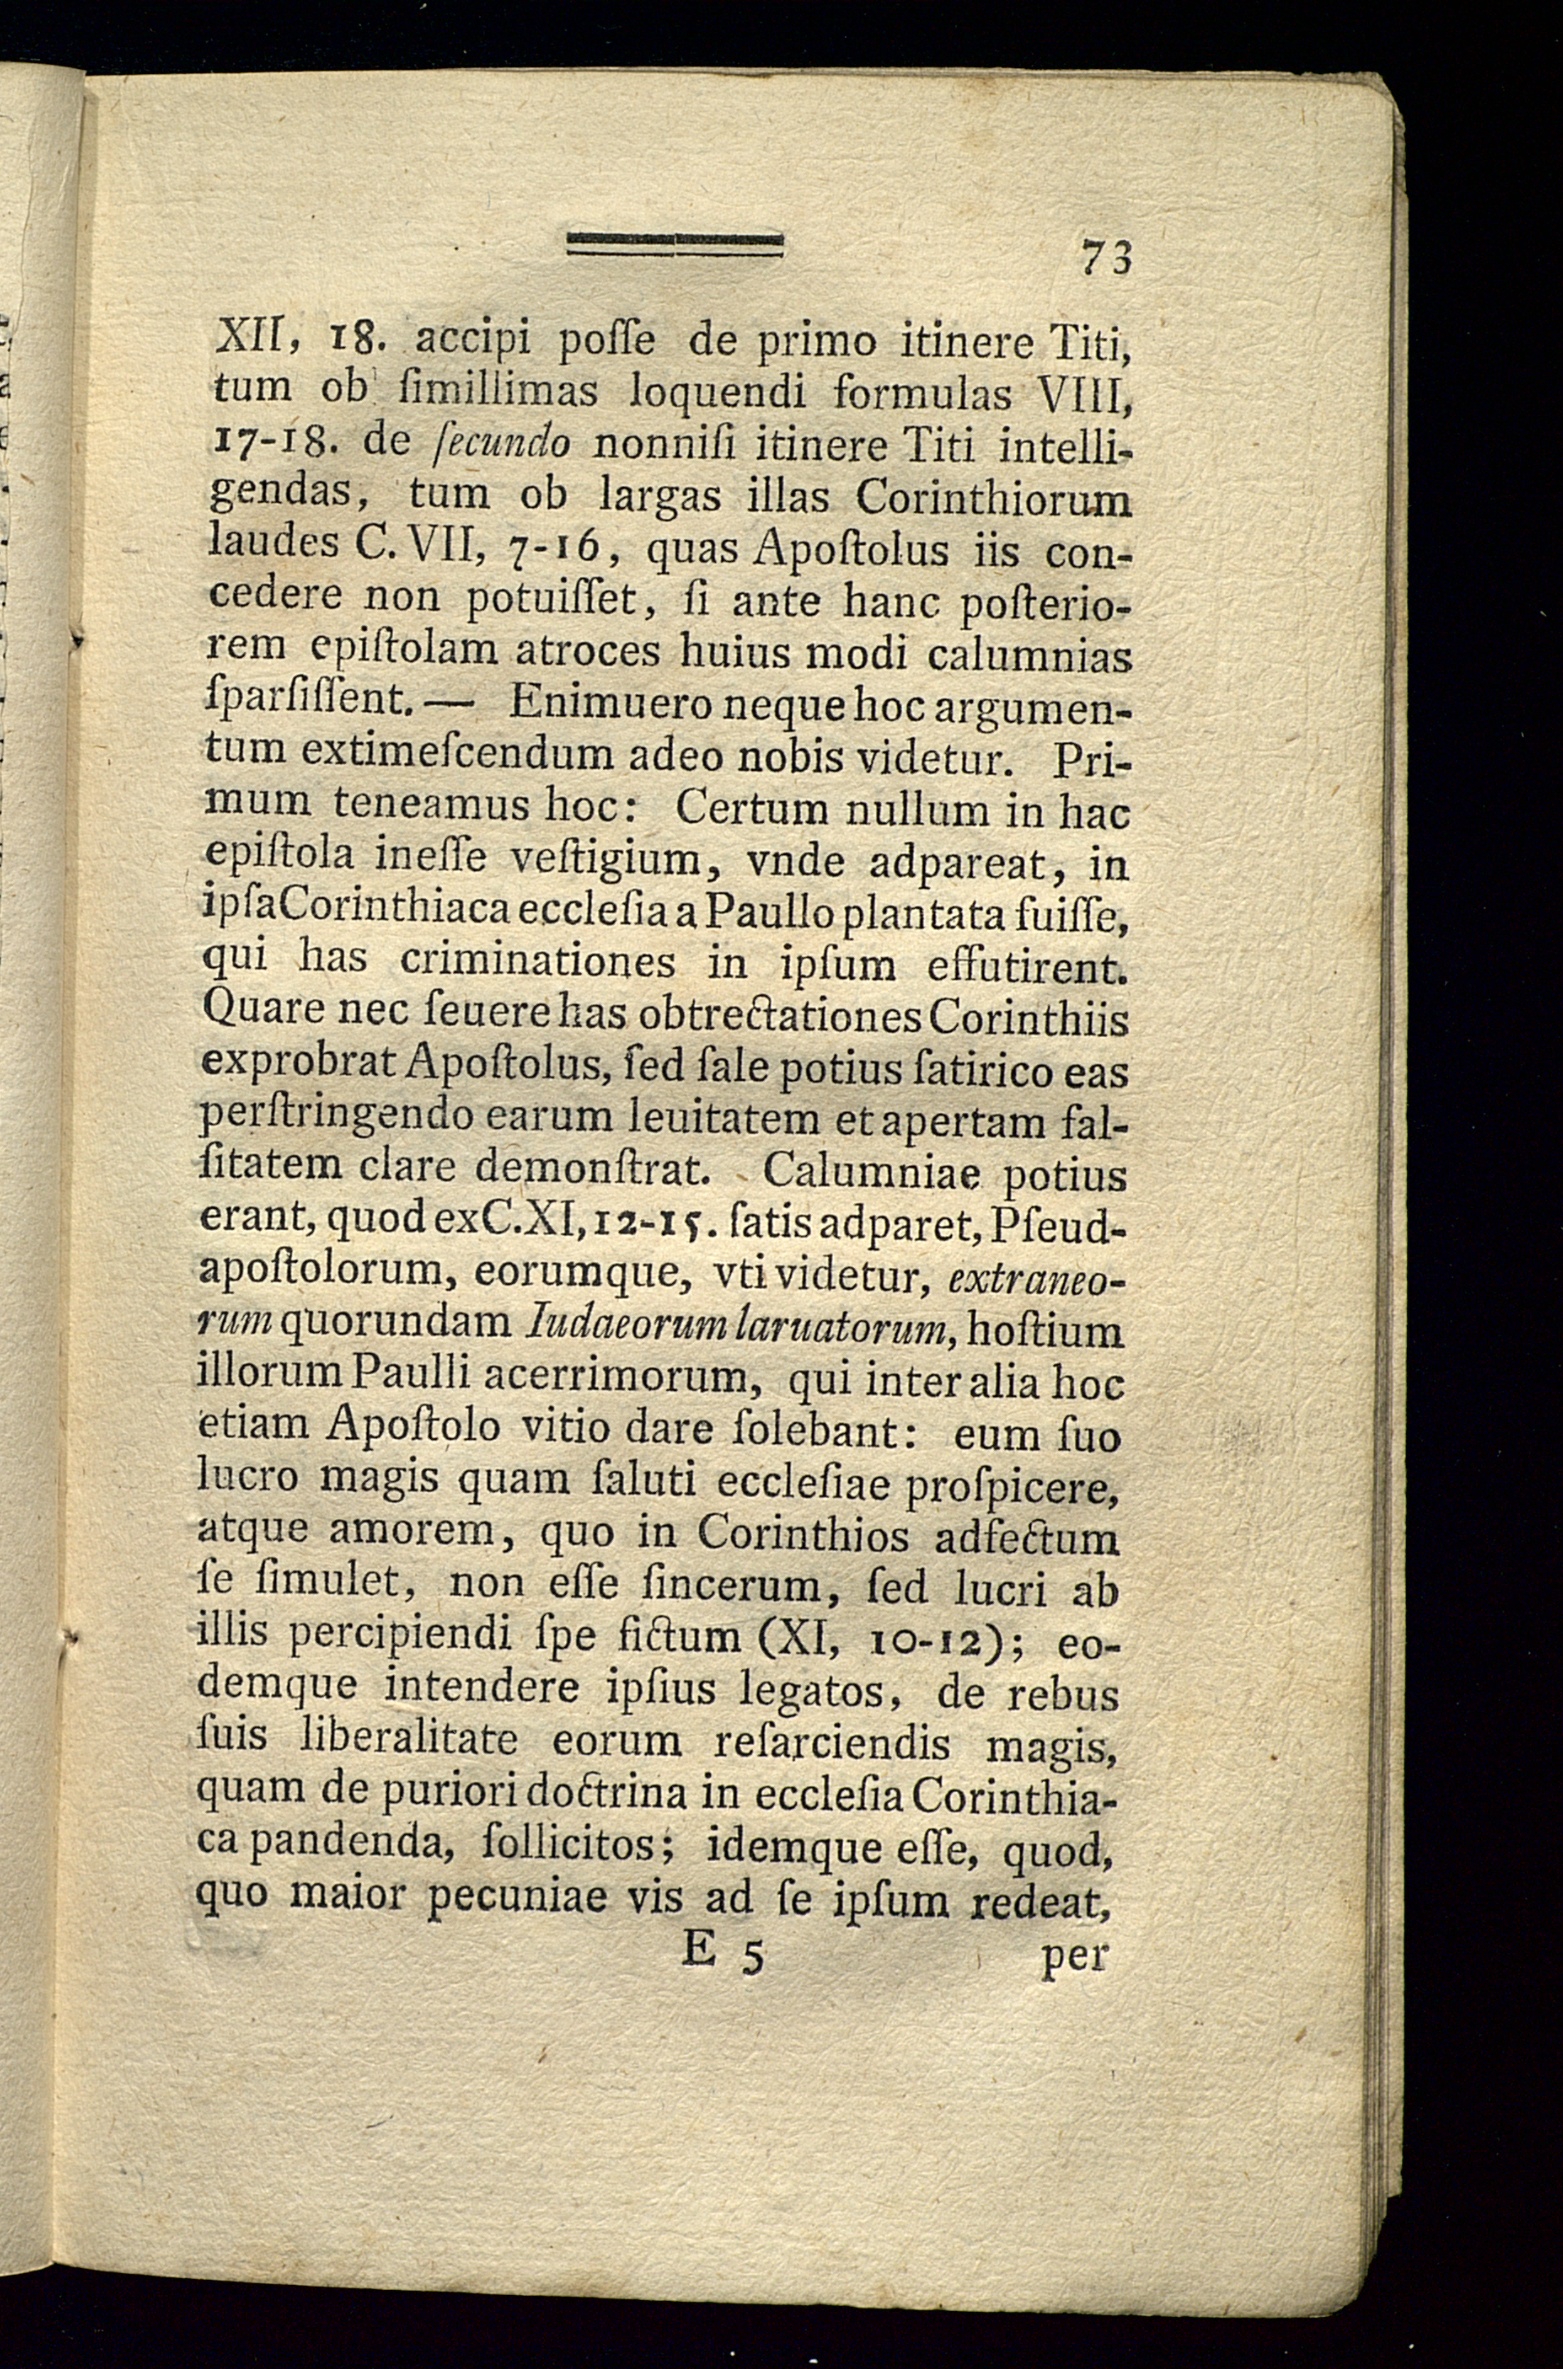 73
XII, 18. accipi poſſe de primo itinere Titi,
tum ob ſimillimas loquendi formulas VIII,
17-18. de ſecundo nonniſi itinere Titi intelli-
gendas, tum ob largas illas Corinthiorum
laudes C. VII, 7-16, quas Apoſtolus iis con-
cedere non potuiſſet, ſi ante hanc poſterio-
rem epiſtolam atroces huius modi calumnias
ſparſiſſent. — Enimuero neque hoc argumen-
tum extimeſcendum adeo nobis videtur. Pri-
mum teneamus hoc: Certum nullum in hac
epiſtola ineſſe veſtigium, vnde adpareat, in
ipſa Corinthiaca eccleſia a Paullo plantata fuiſſe,
qui has criminationes in ipſum effutirent.
Quare nec ſeuere has obtrectationes Corinthiis
exprobrat Apoſtolus, ſed ſale potius ſatirico eas
perſtringendo earum leuitatem et apertam fal-
ſitatem clare demonſtrat. Calumniae potius
erant, quod ex C. XI, 12-15. ſatis adparet, Pſeud-
apoſtolorum, eorumque, vti videtur, extraneo-
rum quorundam Iudaeorum laruatorum, hoſtium
illorum Paulli acerrimorum, qui inter alia hoc
etiam Apoſtolo vitio dare ſolebant: eum ſuo
lucro magis quam ſaluti eccleſiae proſpicere,
atque amorem, quo in Corinthios adfectum
ſe ſimulet, non eſſe ſincerum, ſed lucri ab
illis percipiendi ſpe fictum (XI, 10-12); eo-
demque intendere ipſius legatos, de rebus
ſuis liberalitate eorum reſarciendis magis,
quam de puriori doctrina in eccleſia Corinthia-
ca pandenda, ſollicitos; idemque eſſe, quod,
quo maior pecuniae vis ad ſe ipſum redeat,
E 5 per